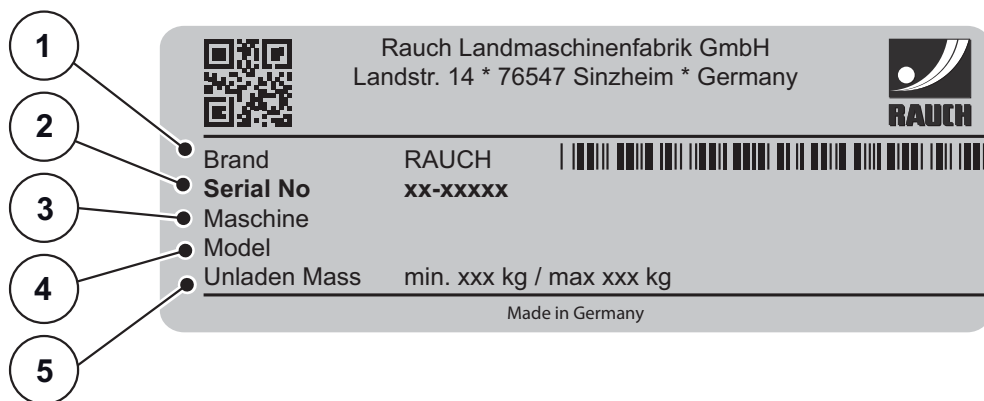 1
2
3
4
5
Rauch Landmaschinenfabrik GmbH
Landstr. 14 * 76547 Sinzheim * Germany
RAUCH
Brand RAUCH
Serial No xx-xxxxx
Maschine
Model
Unladen Mass min. xxx kg / max xxx kg
Made in Germany